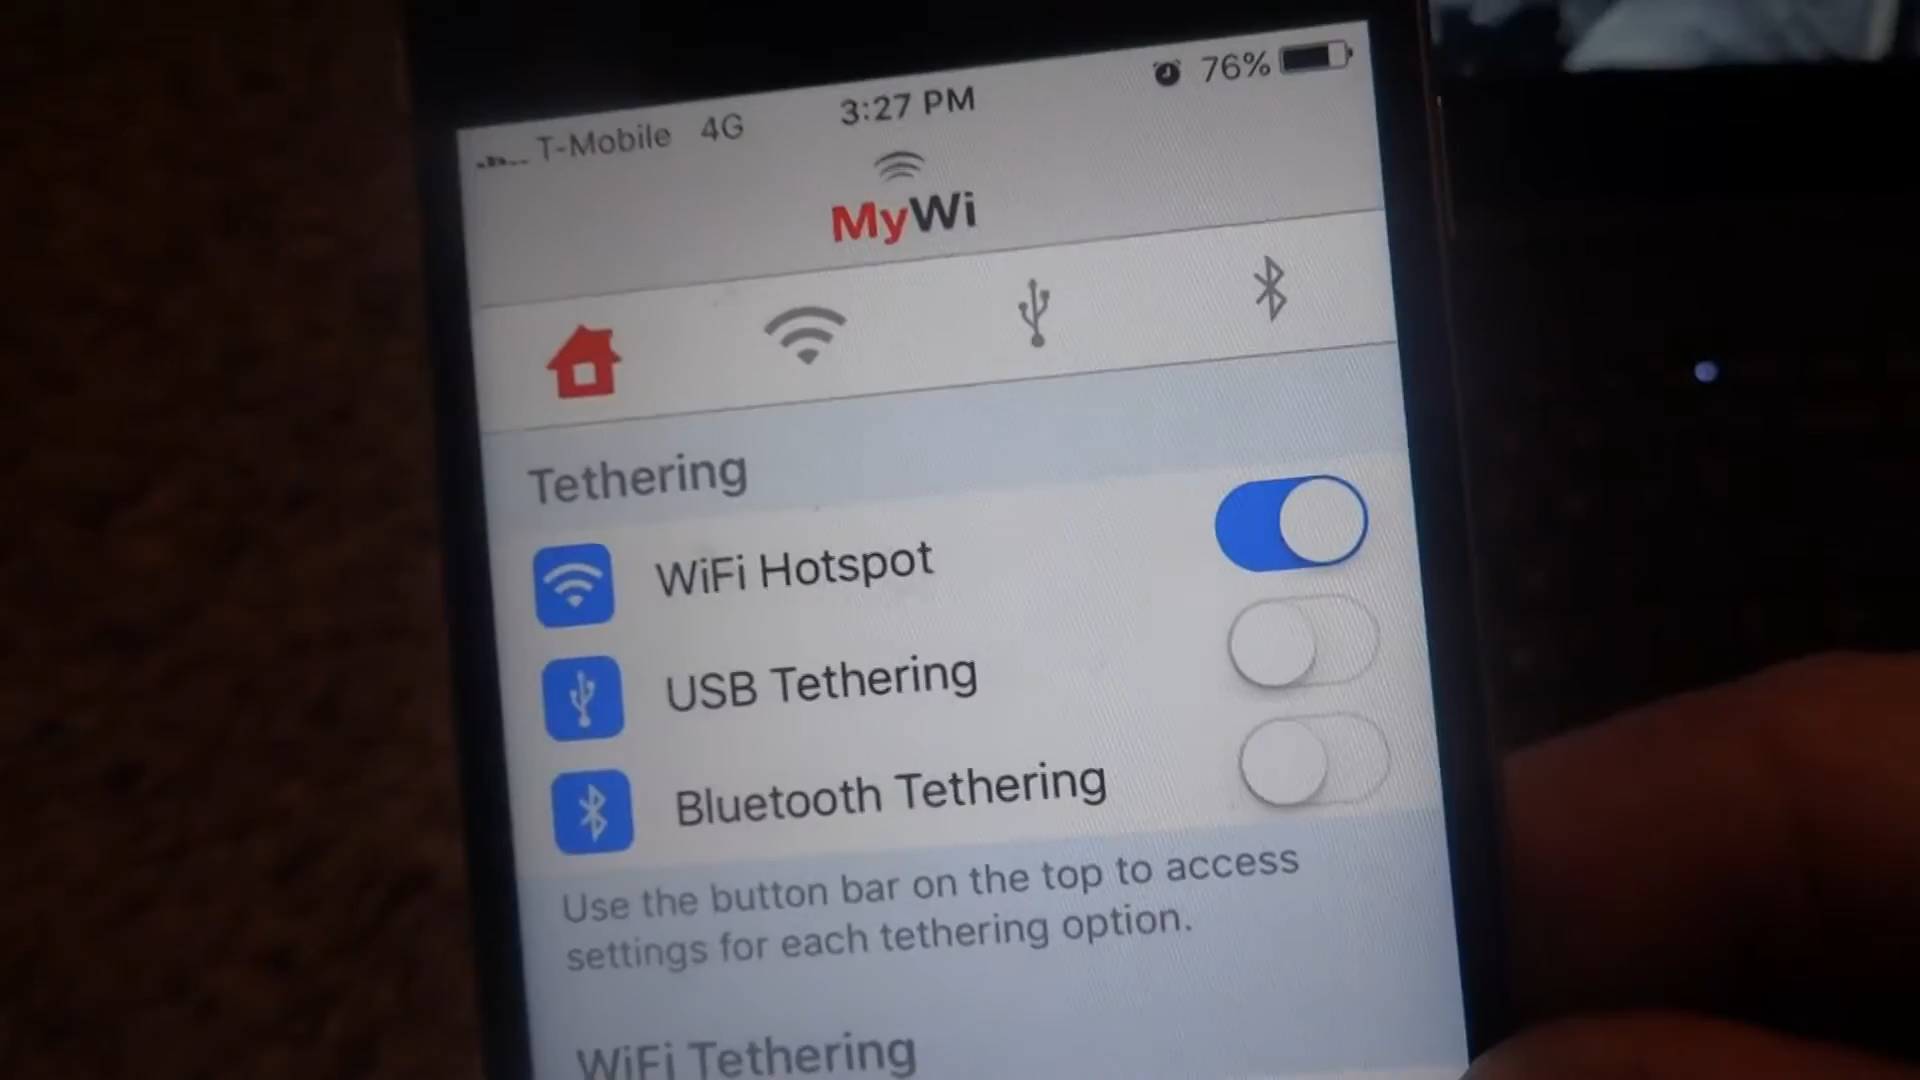 T-Mobile 4G 3:27 PM 76%
MyWi
Tethering
WiFi Hotspot
USB Tethering
Bluetooth Tethering
Use the button bar on the top to access
settings for each tethering option.
WiFi Tethering